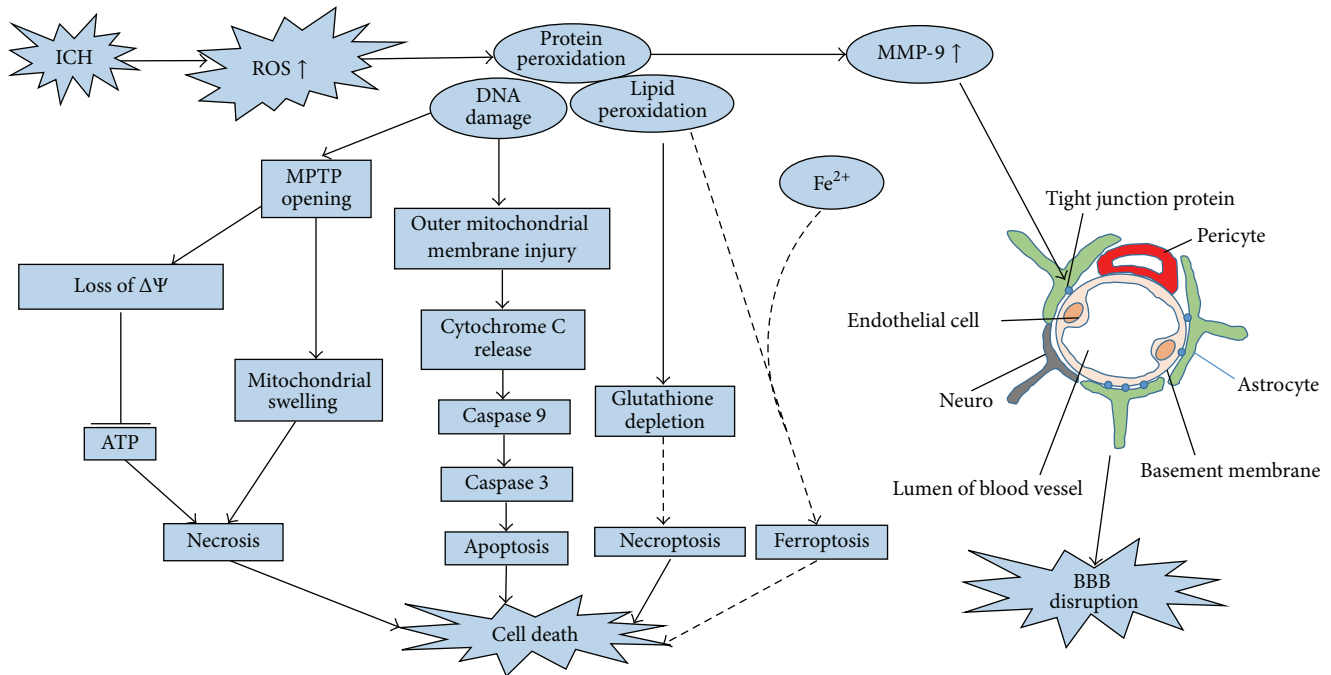 ICH
ROS ↑
Protein
peroxidation
MMP-9 ↑
DNA
damage
Lipid
peroxidation
MPTP
opening
Fe²⁺
Outer mitochondrial
membrane injury
Tight junction protein
Pericyte
Loss of ΔΨ
Endothelial cell
Cytochrome C
release
Mitochondrial
swelling
Neuro
Astrocyte
Glutathione
depletion
Caspase 9
ATP
Basement membrane
Lumen of blood vessel
Caspase 3
Necrosis
Apoptosis
Necroptosis
Ferroptosis
BBB
disruption
Cell death